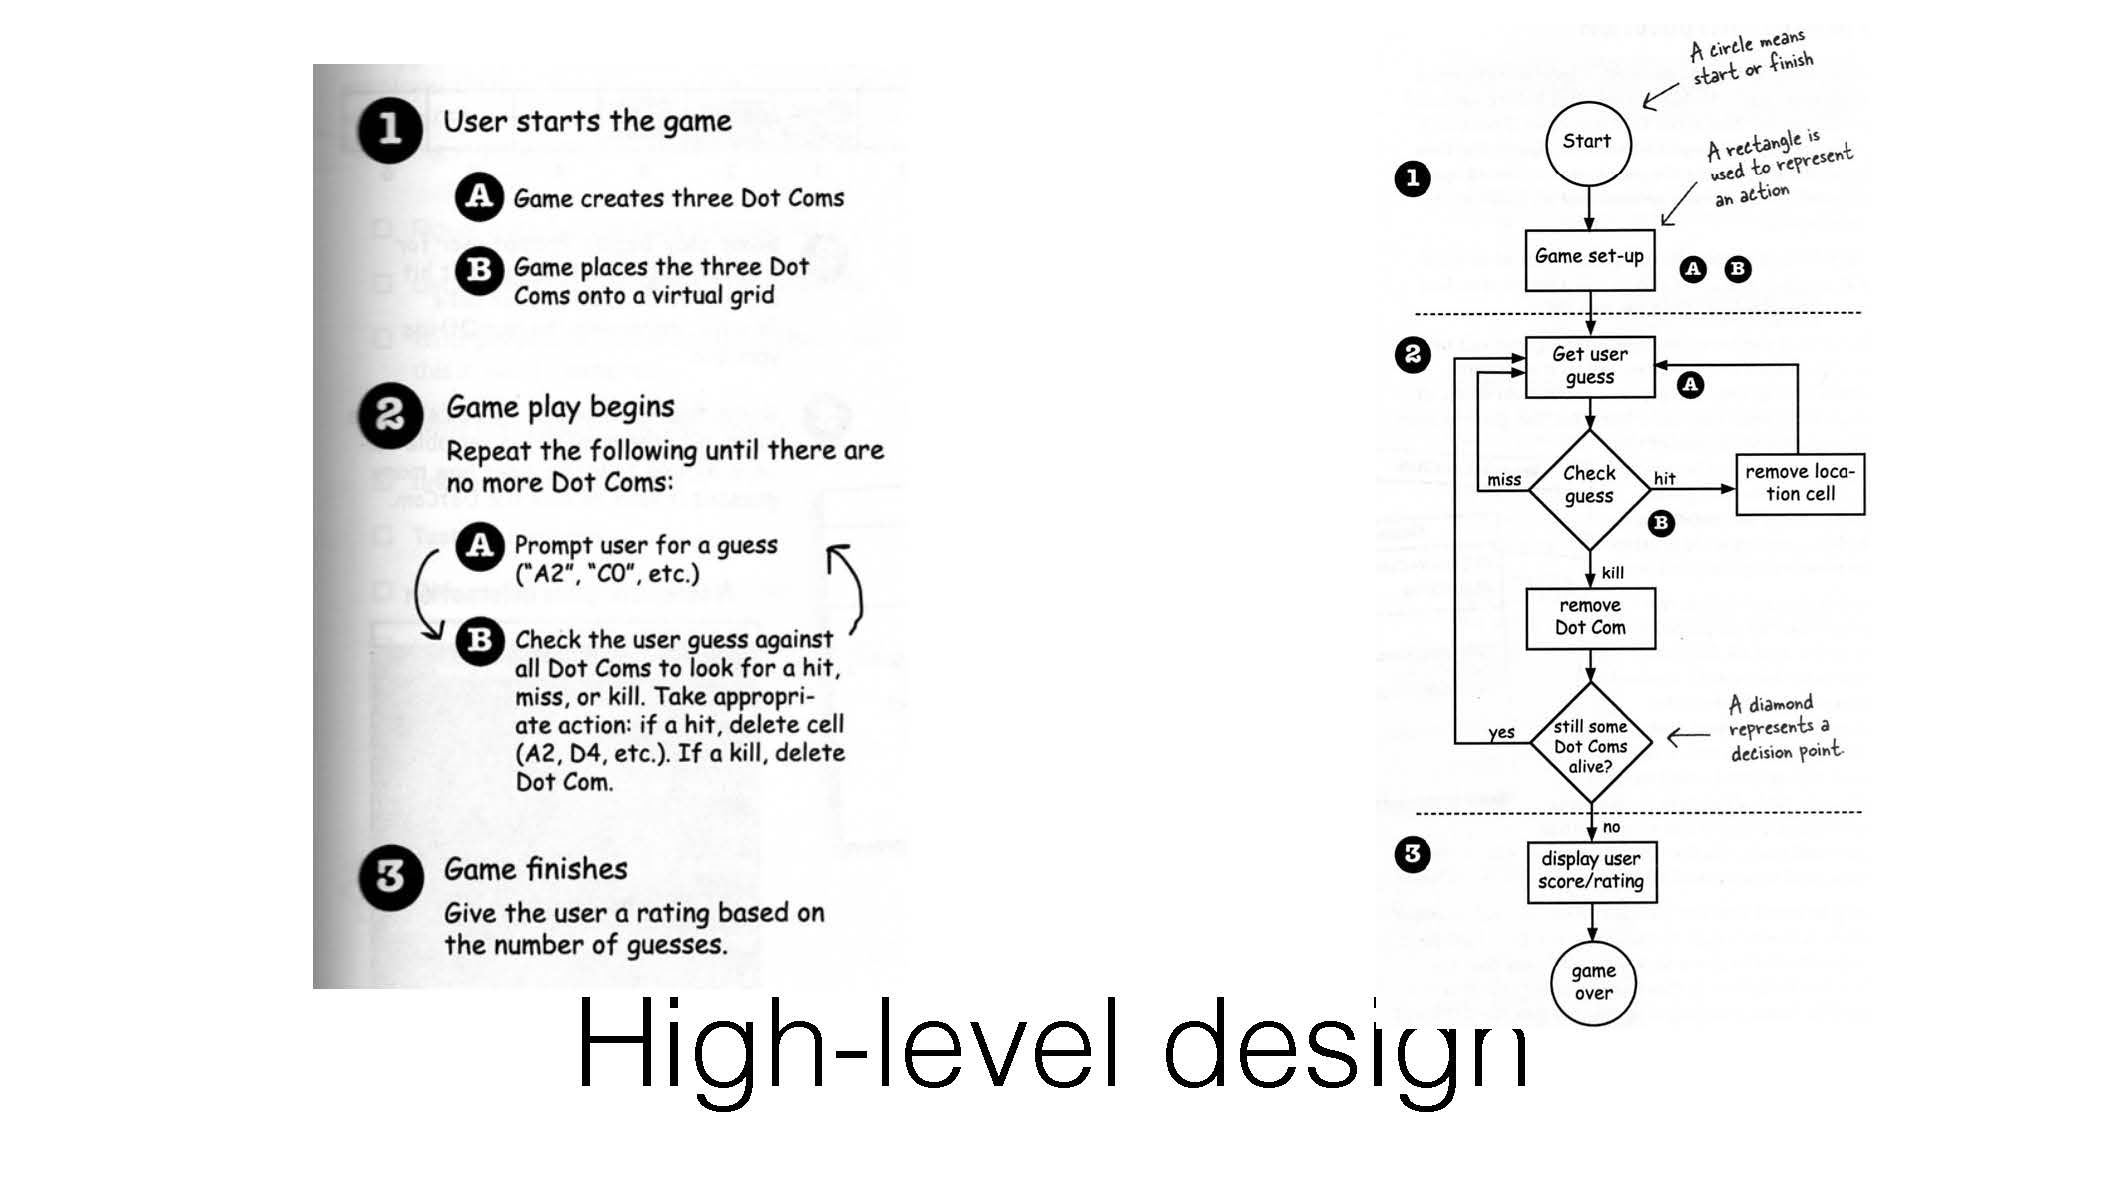 1 User starts the game
A Game creates three Dot Coms
B Game places the three Dot
Coms onto a virtual grid
2 Game play begins
Repeat the following until there are
no more Dot Coms:
A Prompt user for a guess
("A2", "C0", etc.)
B Check the user guess against
all Dot Coms to look for a hit,
miss, or kill. Take appropri-
ate action: if a hit, delete cell
(A2, D4, etc.). If a kill, delete
Dot Com.
3 Game finishes
Give the user a rating based on
the number of guesses.
A circle means
start or finish
Start
1
A rectangle is
used to represent
an action
Game set-up
A B
2
Get user
guess
A
miss
Check
guess
hit
B
remove loca-
tion cell
kill
remove
Dot Com
yes
still some
Dot Coms
alive?
A diamond
represents a
decision point.
no
3
display user
score/rating
game
over
High-level design